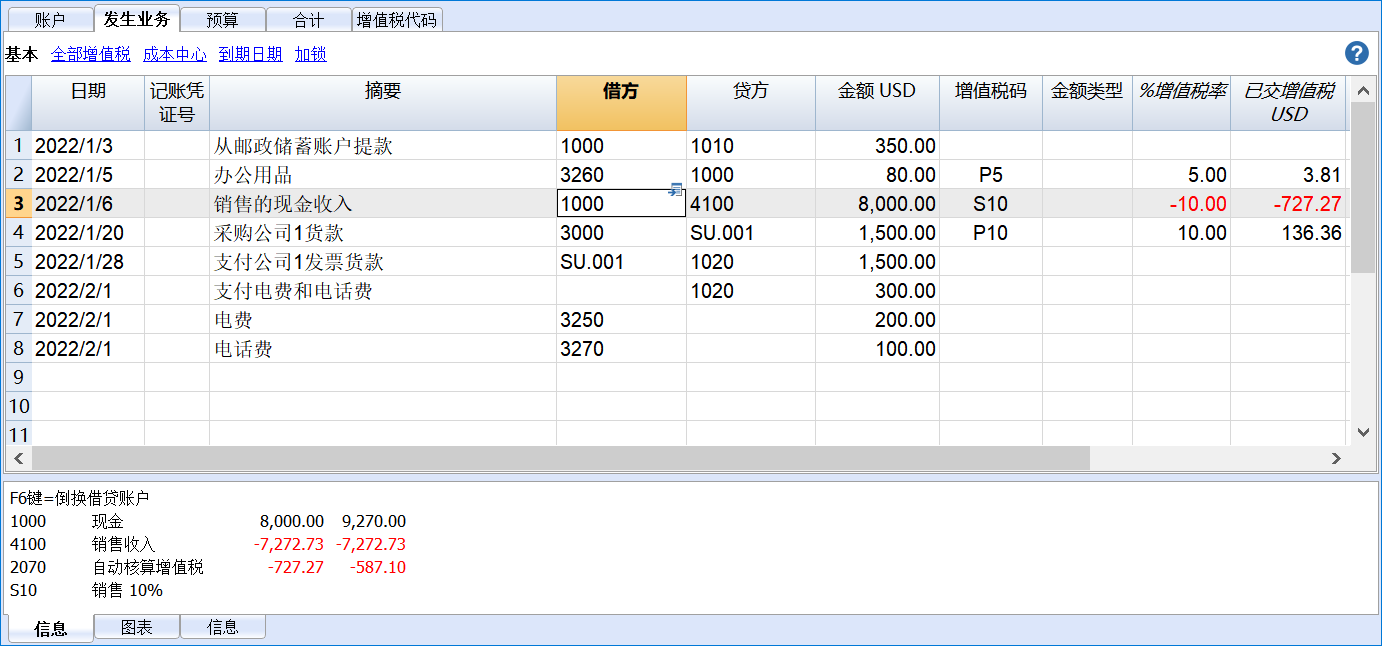 账户 发生业务 预算 合计 增值税代码
基本 全部增值税 成本中心 到期日期 加锁 ?
日期 记账凭证号 摘要 借方 贷方 金额 USD 增值税码 金额类型 %增值税率 已交增值税 USD
1 2022/1/3 从邮政储蓄账户提款 1000 1010 350.00
2 2022/1/5 办公用品 3260 1000 80.00 P5 5.00 3.81
3 2022/1/6 销售的现金收入 1000 4100 8,000.00 S10 -10.00 -727.27
4 2022/1/20 采购公司1货款 3000 SU.001 1,500.00 P10 10.00 136.36
5 2022/1/28 支付公司1发票货款 SU.001 1020 1,500.00
6 2022/2/1 支付电费和电话费 1020 300.00
7 2022/2/1 电费 3250 200.00
8 2022/2/1 电话费 3270 100.00
9
10
11
F6键=倒换借贷账户
1000 现金 8,000.00 9,270.00
4100 销售收入 -7,272.73 -7,272.73
2070 自动核算增值税 -727.27 -587.10
S10 销售 10%
信息 图表 信息